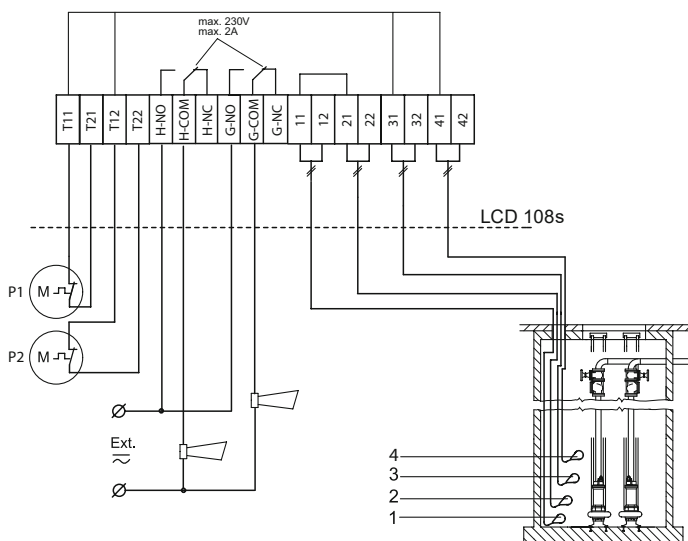 max. 230V
max. 2A
T11 T21 T12 T22 H-NO H-COM H-NC G-NO G-COM G-NC 11 12 21 22 31 32 41 42
LCD 108s
P1 M
P2 M
Ext.
4
3
2
1